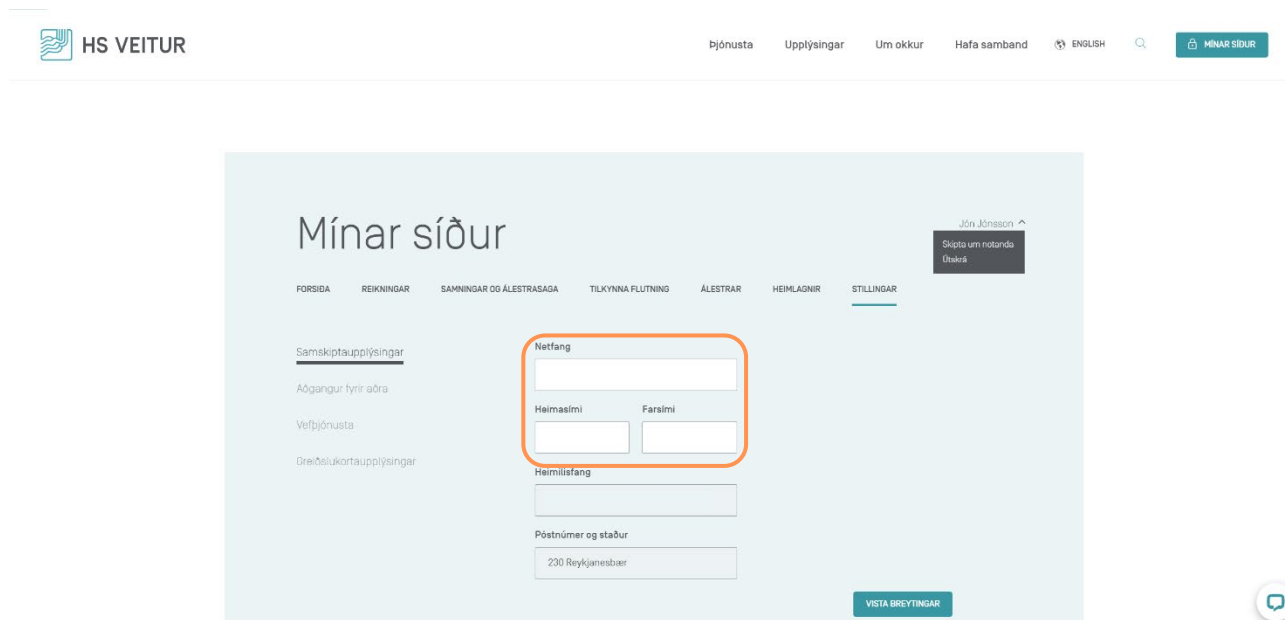 HS VEITUR
Þjónusta Upplýsingar Um okkur Hafa samband ENGLISH MÍNAR SÍÐUR
Mínar síður
Jón Jónsson
Skipta um notanda
Útskrá
FORSIÐA REIKNINGAR SAMNINGAR OG ÁLESTRASAGA TILKYNNA FLUTNING ÁLESTRAR HEIMLAGNIR STILLINGAR
Samskiptaupplýsingar
Aðgangur fyrir aðra
Vefþjónusta
Greiðslukortaupplýsingar
Netfang
Heimasími Farsími
Heimilisfang
Póstnúmer og staður
230 Reykjanesbær
VISTA BREYTINGAR